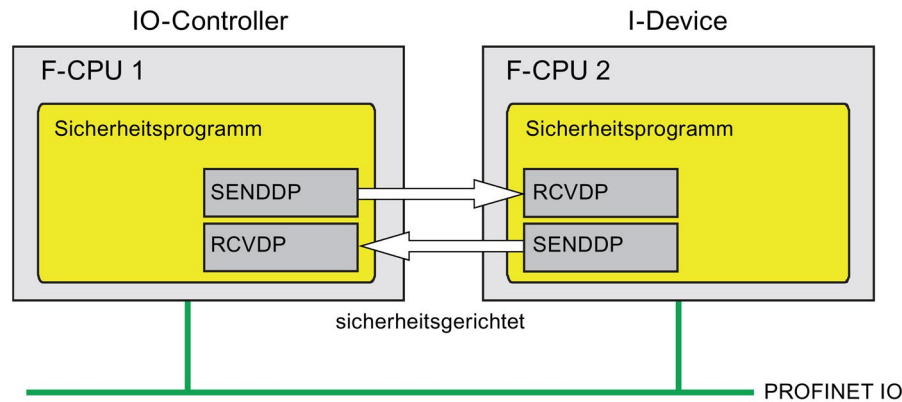 IO-Controller
I-Device
F-CPU 1
F-CPU 2
Sicherheitsprogramm
Sicherheitsprogramm
SENDDP
RCVDP
RCVDP
SENDDP
sicherheitsgerichtet
PROFINET IO